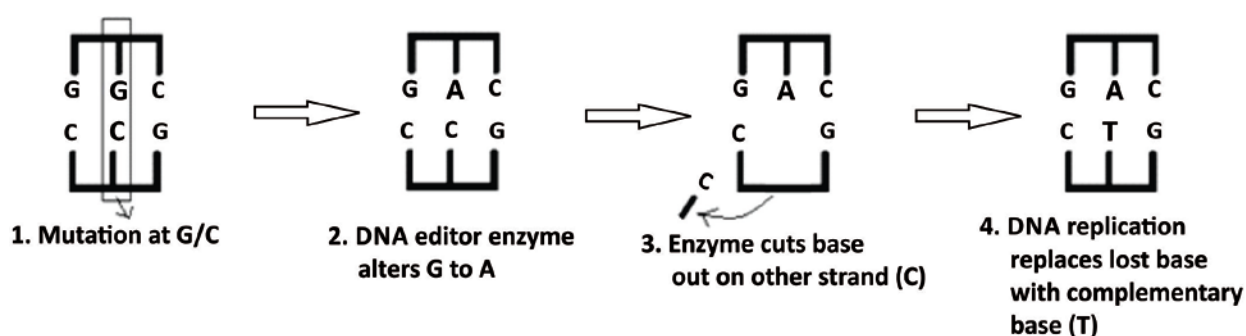 G G C
C C G
1. Mutation at G/C
G A C
C C G
2. DNA editor enzyme
alters G to A
G A C
C G
C
3. Enzyme cuts base
out on other strand (C)
G A C
C T G
4. DNA replication
replaces lost base
with complementary
base (T)